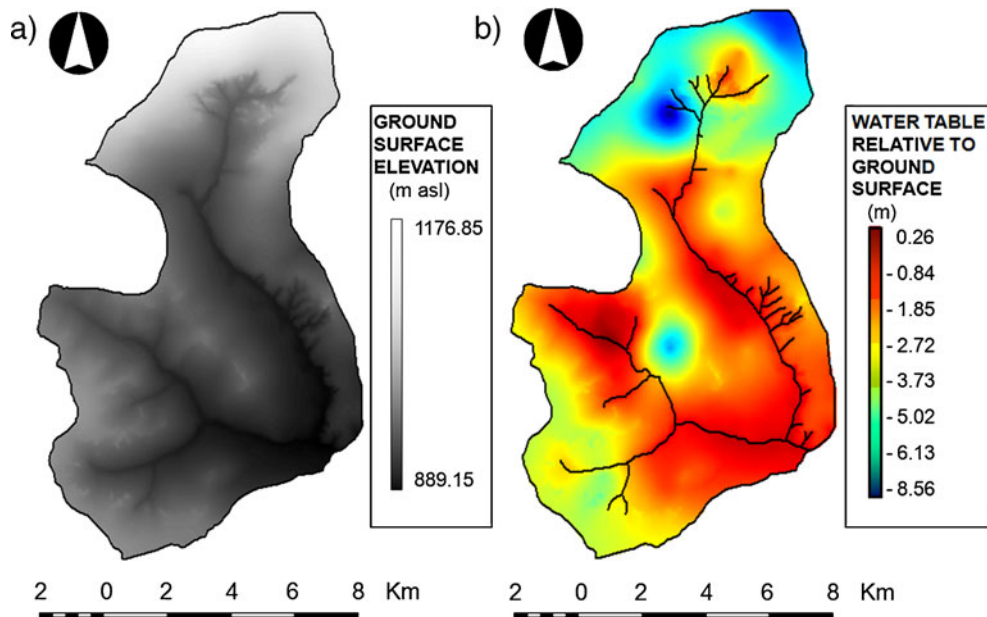 a)
GROUND
SURFACE
ELEVATION
(m asl)
1176.85
889.15
2 0 2 4 6 8 Km
b)
WATER TABLE
RELATIVE TO
GROUND
SURFACE
(m)
0.26
- 0.84
- 1.85
- 2.72
- 3.73
- 5.02
- 6.13
- 8.56
2 0 2 4 6 8 Km